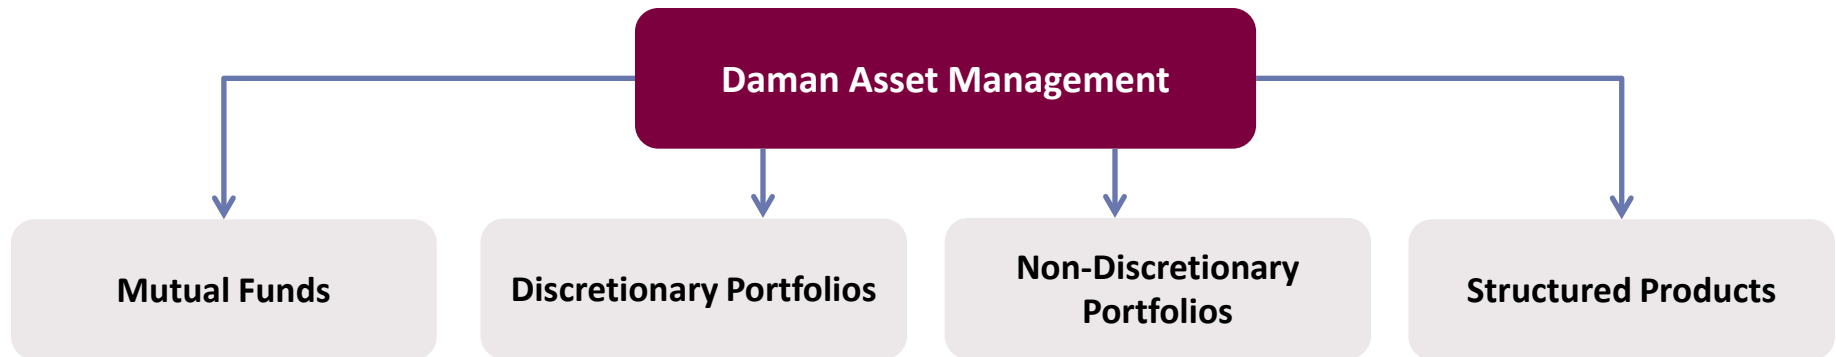 Daman Asset Management
Mutual Funds
Discretionary Portfolios
Non-Discretionary
Portfolios
Structured Products